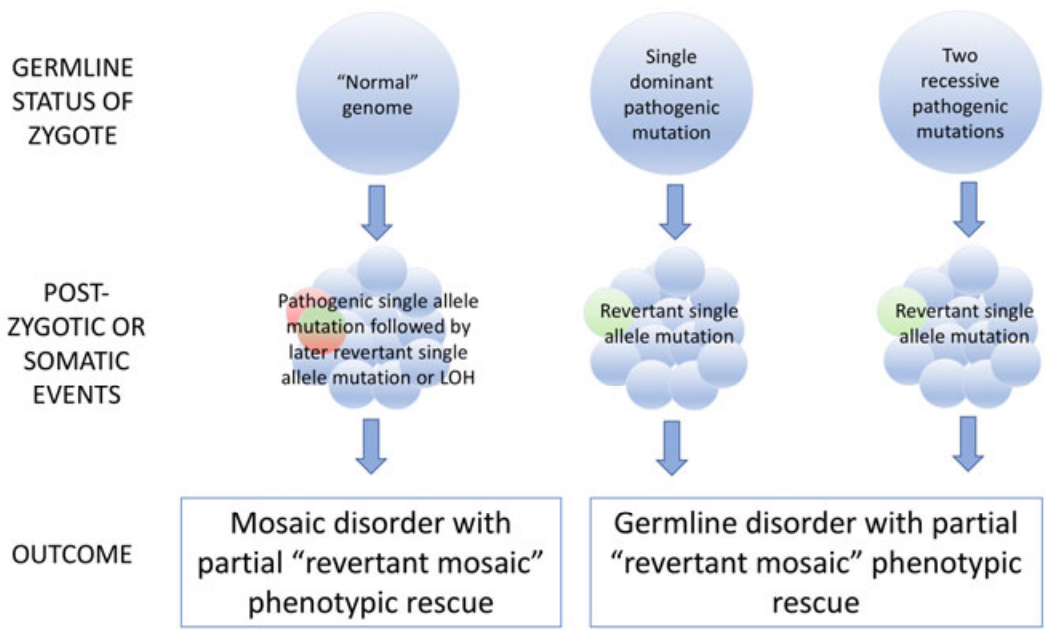 GERMLINE
STATUS OF
ZYGOTE
“Normal”
genome
Single
dominant
pathogenic
mutation
Two
recessive
pathogenic
mutations
POST-
ZYGOTIC OR
SOMATIC
EVENTS
Pathogenic single allele
mutation followed by
later revertant single
allele mutation or LOH
Revertant single
allele mutation
Revertant single
allele mutation
OUTCOME
Mosaic disorder with
partial “revertant mosaic”
phenotypic rescue
Germline disorder with partial
“revertant mosaic” phenotypic
rescue